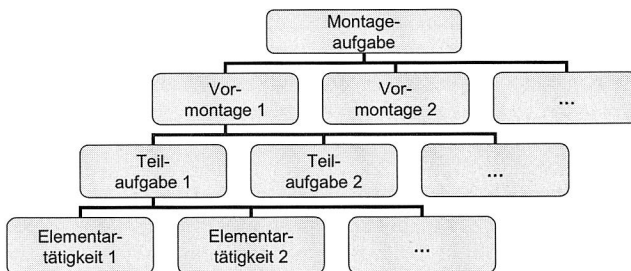 Montage-
aufgabe
Vor-
montage 1
Vor-
montage 2
...
Teil-
aufgabe 1
Teil-
aufgabe 2
...
Elementar-
tätigkeit 1
Elementar-
tätigkeit 2
...